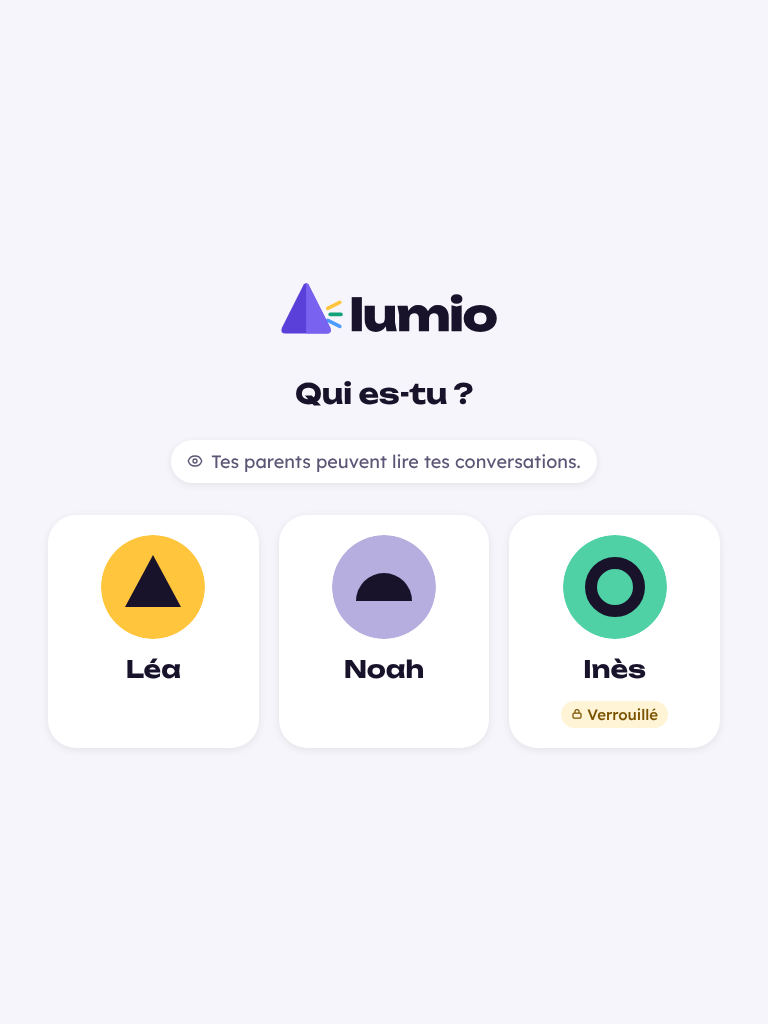 lumio
Qui es-tu ?
Tes parents peuvent lire tes conversations.
Léa
Noah
Inès
Verrouillé